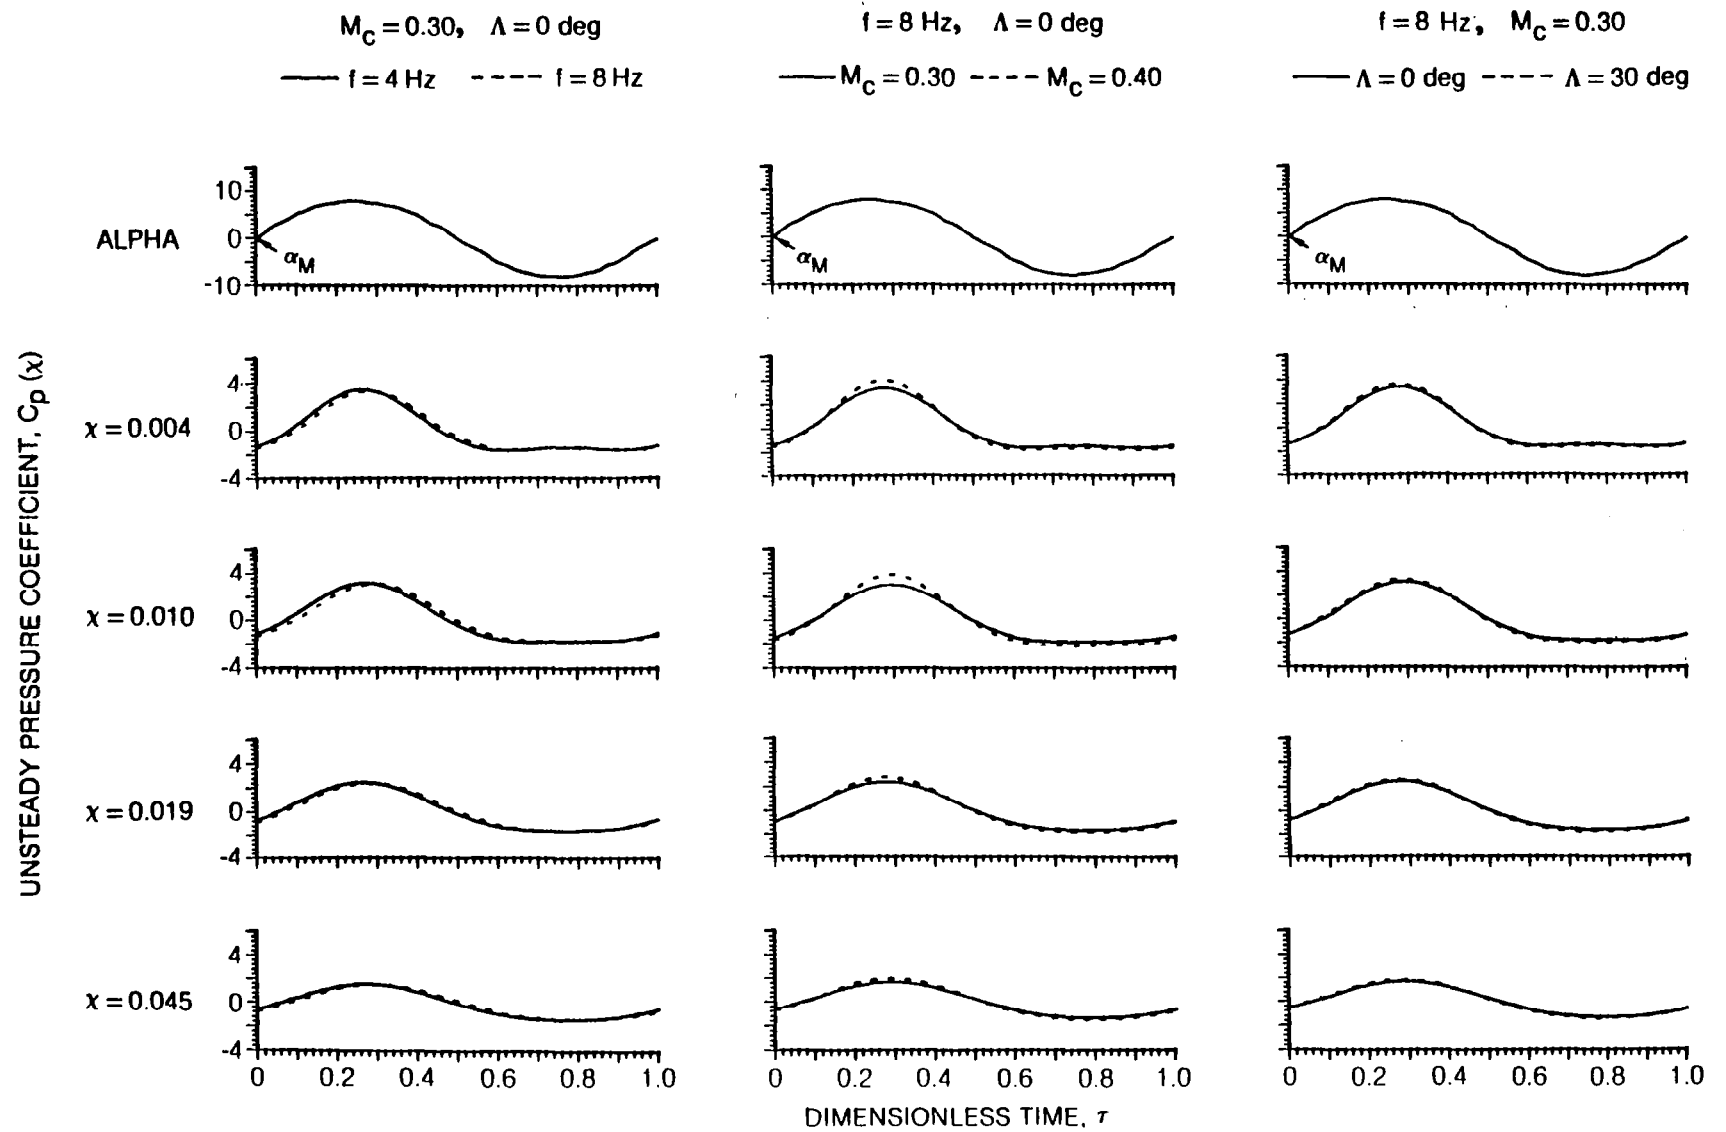 M_C = 0.30, Λ = 0 deg
f = 8 Hz, Λ = 0 deg
f = 8 Hz, M_C = 0.30
—— f = 4 Hz ---- f = 8 Hz
—— M_C = 0.30 ---- M_C = 0.40
—— Λ = 0 deg ---- Λ = 30 deg
UNSTEADY PRESSURE COEFFICIENT, C_p (χ)
ALPHA
10
0
-10
α_M
α_M
α_M
χ = 0.004
4
0
-4
χ = 0.010
4
0
-4
χ = 0.019
4
0
-4
χ = 0.045
4
0
-4
0 0.2 0.4 0.6 0.8 1.0
0 0.2 0.4 0.6 0.8 1.0
0 0.2 0.4 0.6 0.8 1.0
DIMENSIONLESS TIME, τ